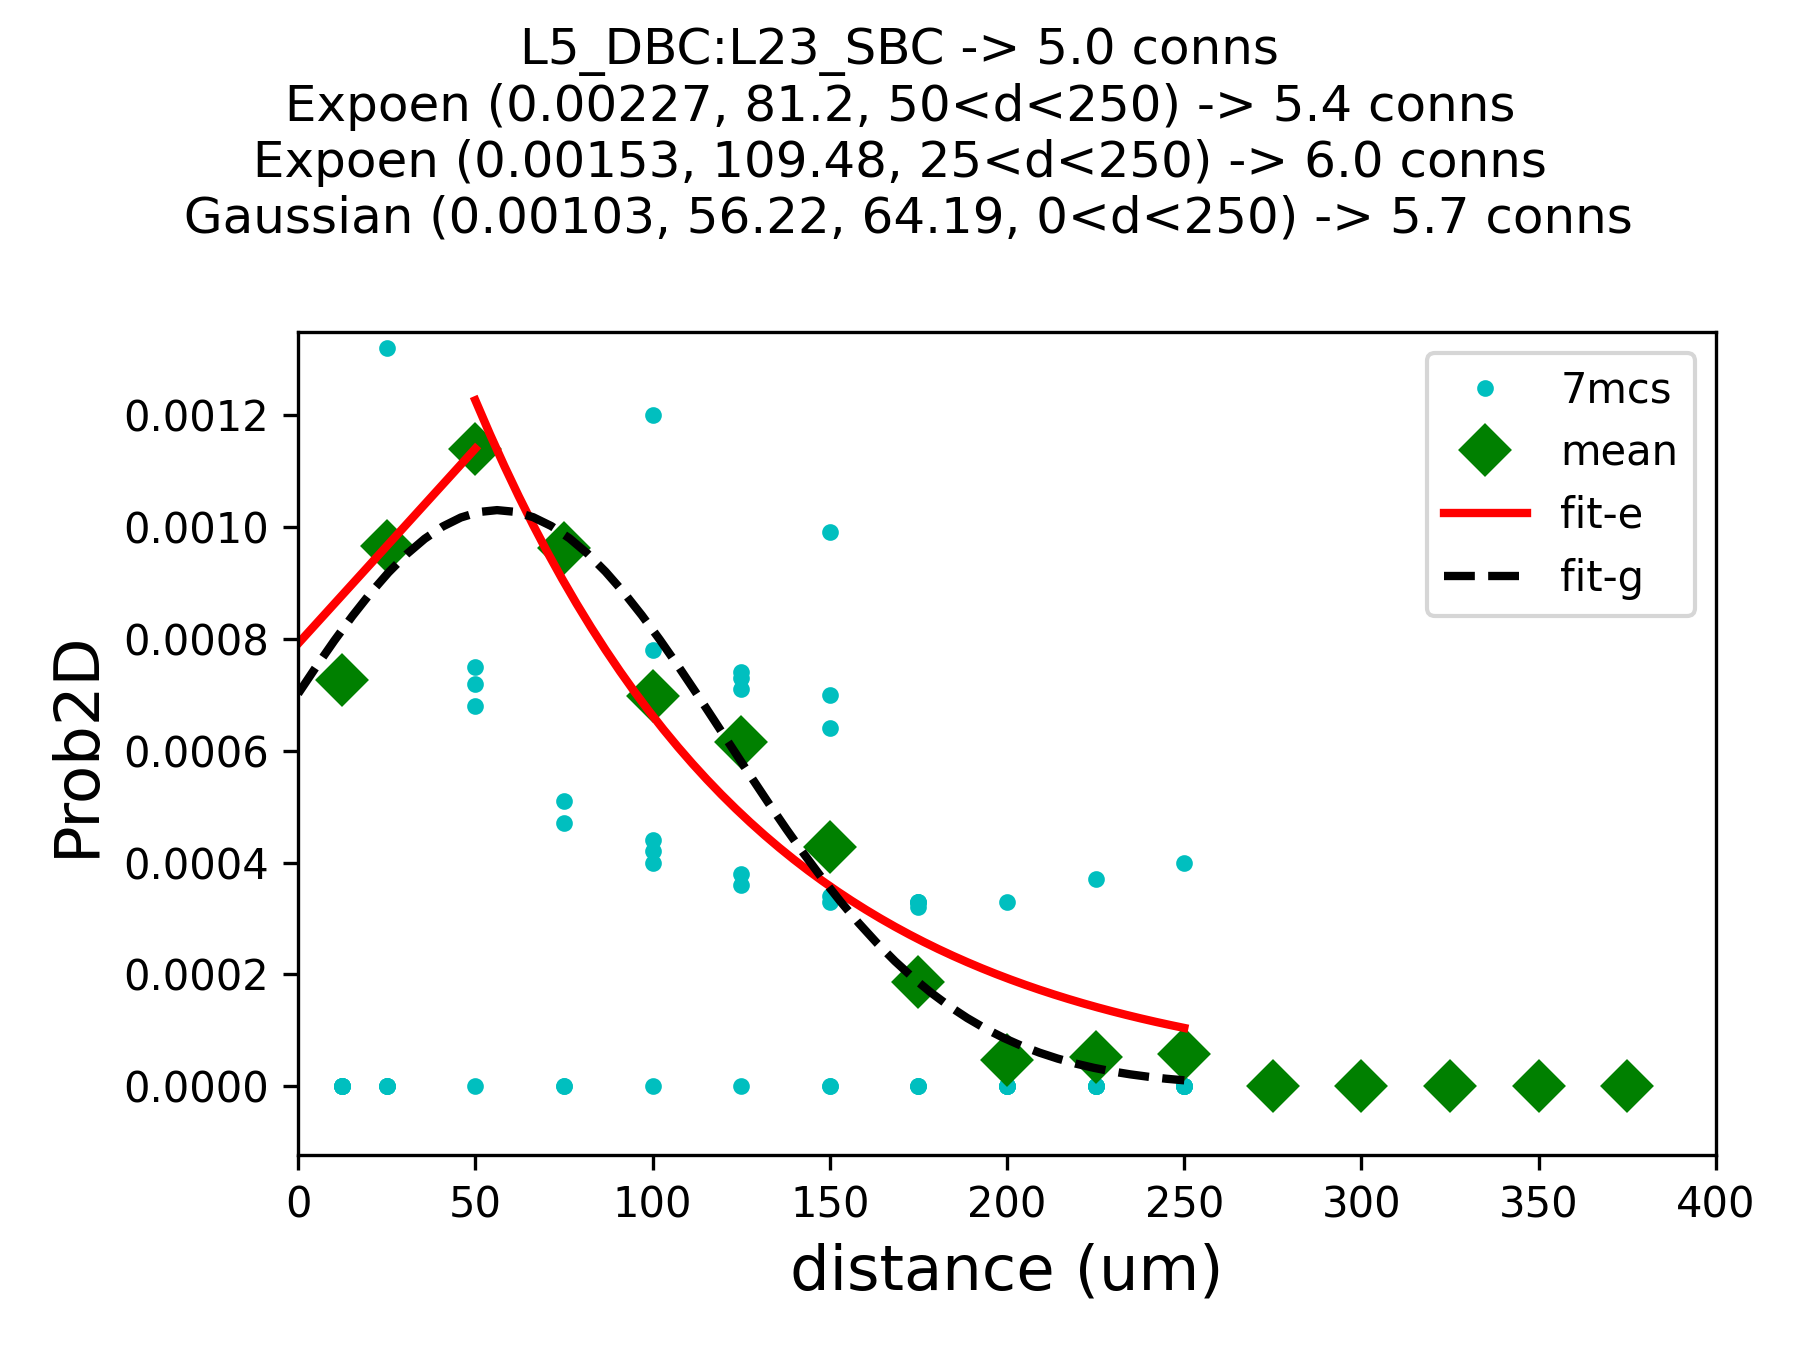 L5_DBC:L23_SBC -> 5.0 conns
Expoen (0.00227, 81.2, 50<d<250) -> 5.4 conns
Expoen (0.00153, 109.48, 25<d<250) -> 6.0 conns
Gaussian (0.00103, 56.22, 64.19, 0<d<250) -> 5.7 conns
7mcs
mean
fit-e
fit-g
Prob2D
0.0012
0.0010
0.0008
0.0006
0.0004
0.0002
0.0000
0 50 100 150 200 250 300 350 400
distance (um)